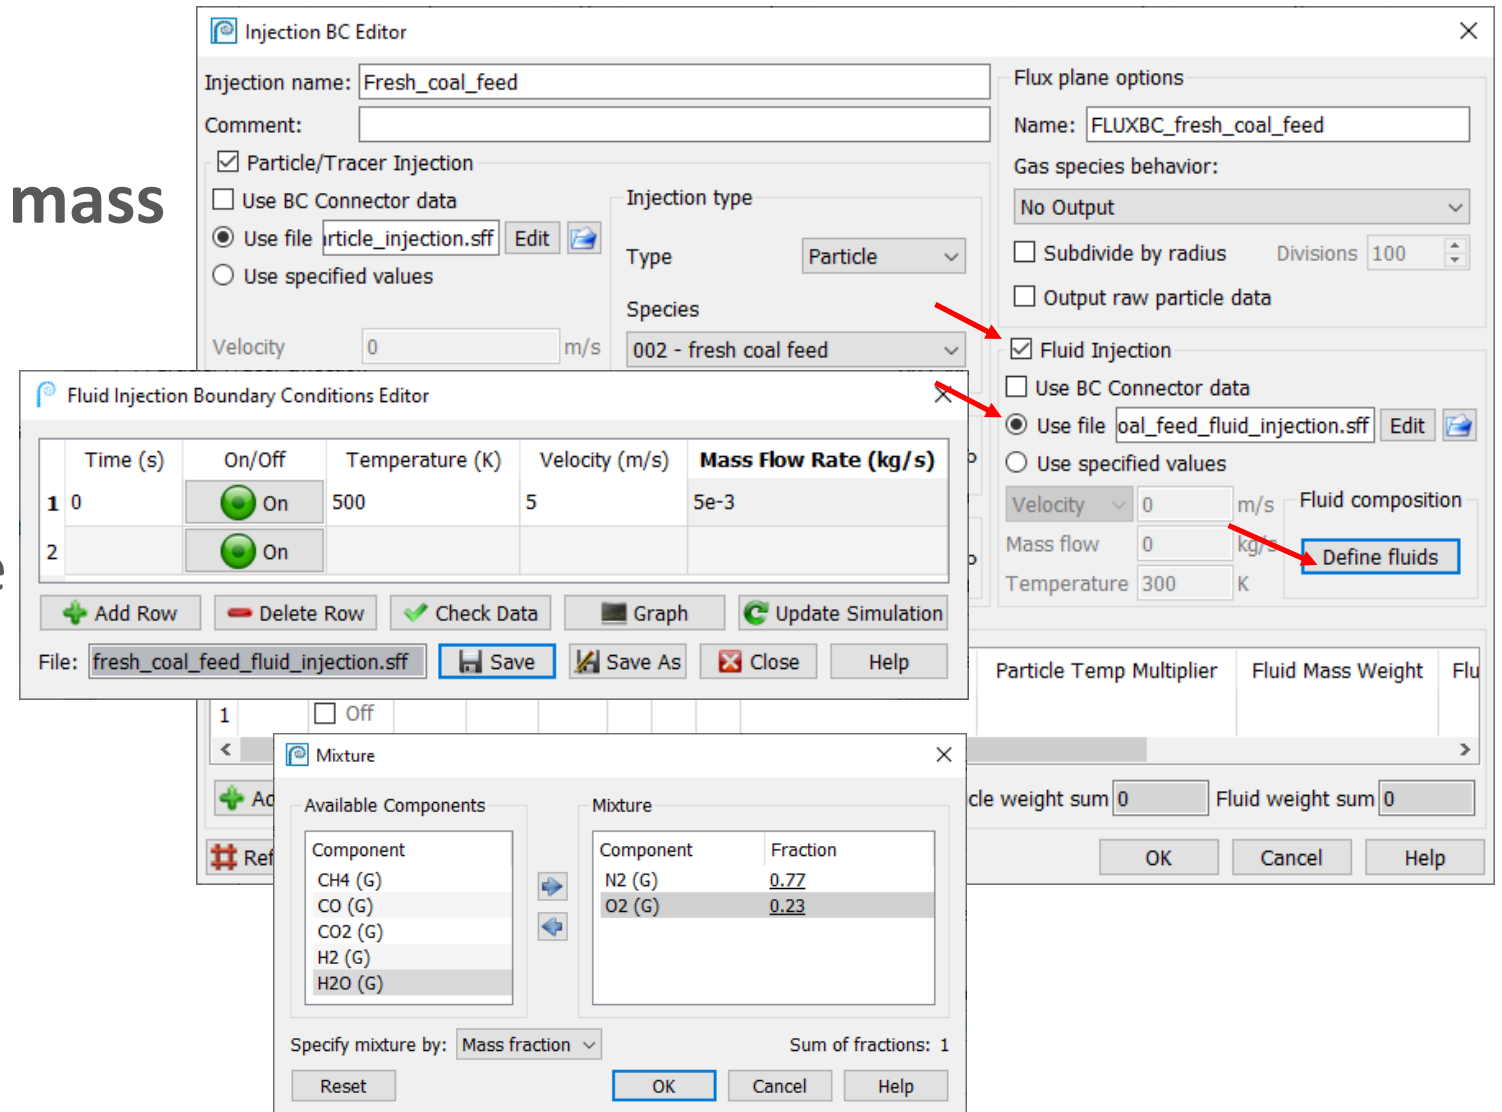 mass
e
Injection BC Editor
Injection name: Fresh_coal_feed
Comment:
Particle/Tracer Injection
Use BC Connector data
Use file article_injection.sff Edit
Use specified values
Velocity 0 m/s
Injection type
Type Particle
Species
002 - fresh coal feed
Flux plane options
Name: FLUXBC_fresh_coal_feed
Gas species behavior:
No Output
Subdivide by radius Divisions 100
Output raw particle data
Fluid Injection
Use BC Connector data
Use file oal_feed_fluid_injection.sff Edit
Use specified values
Velocity 0 m/s
Mass flow 0 kg/s
Temperature 300 K
Fluid composition
Define fluids
Fluid Injection Boundary Conditions Editor
Time (s) On/Off Temperature (K) Velocity (m/s) Mass Flow Rate (kg/s)
1 0 On 500 5 5e-3
2 On
Add Row Delete Row Check Data Graph Update Simulation
File: fresh_coal_feed_fluid_injection.sff Save Save As Close Help
Particle Temp Multiplier Fluid Mass Weight Flu
1 Off
Ad
cle weight sum 0 Fluid weight sum 0
Ref
OK Cancel Help
Mixture
Available Components
Component
CH4 (G)
CO (G)
CO2 (G)
H2 (G)
H2O (G)
Mixture
Component Fraction
N2 (G) 0.77
O2 (G) 0.23
Specify mixture by: Mass fraction Sum of fractions: 1
Reset OK Cancel Help